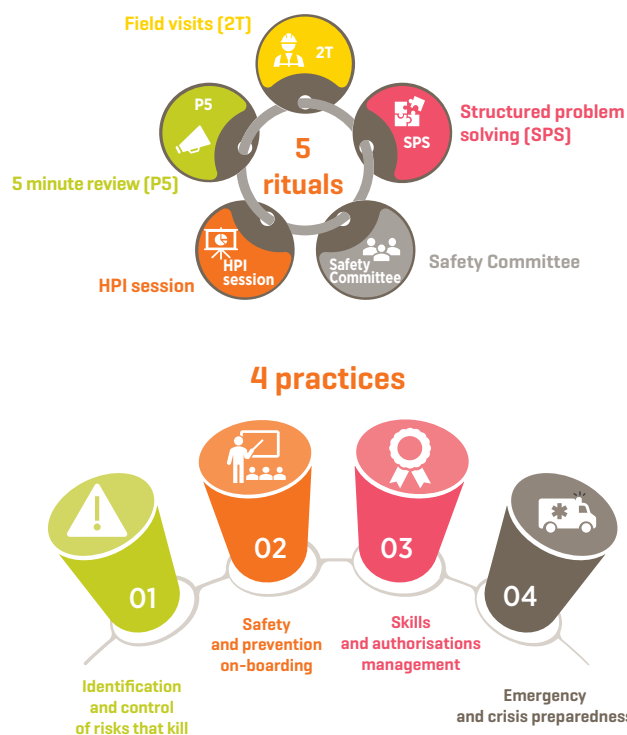 Field visits (2T)
2T
P5
SPS
Structured problem
solving (SPS)
5
rituals
5 minute review (P5)
HPI
session
Safety
Committee
Safety Committee
HPI session
4 practices
01
02
03
04
Safety
and prevention
on-boarding
Skills
and authorisations
management
Identification
and control
of risks that kill
Emergency
and crisis preparedness